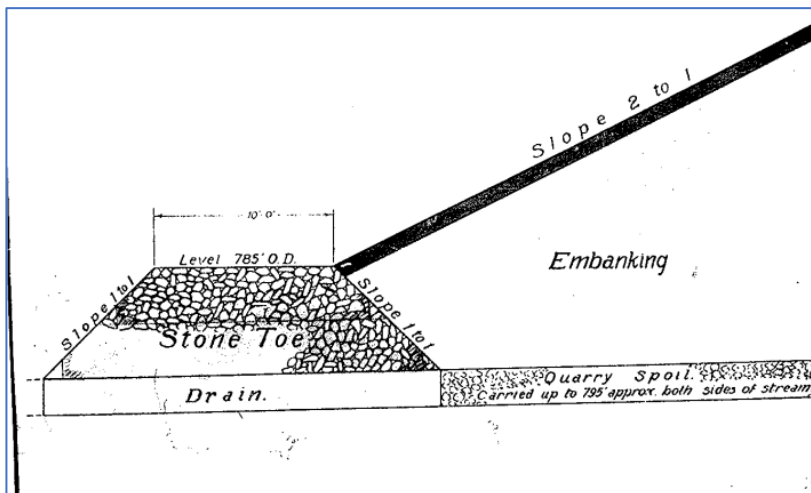 Slope 2 to 1
10'. 0".
Level 785' O.D.
Embanking
Slope 1 to 1
Slope 1 to 1
Stone Toe
Quarry Spoil.
Drain.
Carried up to 795' approx. both sides of stream